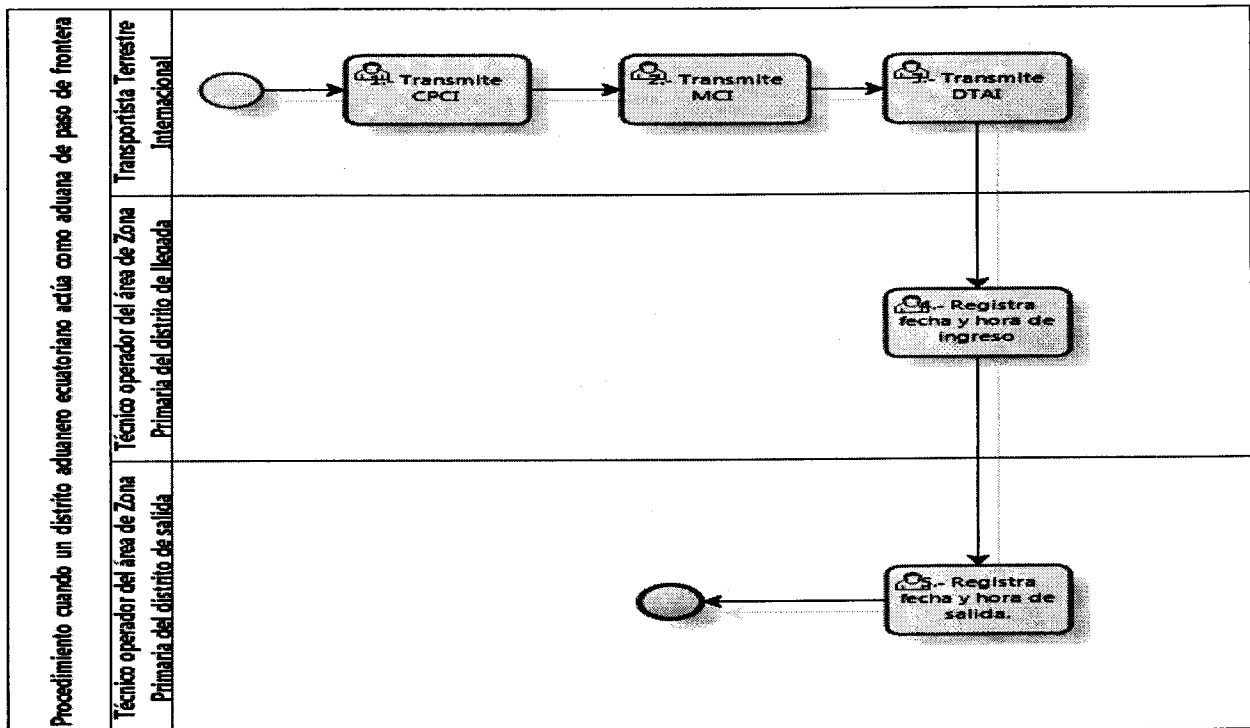 Procedimiento cuando un distrito aduanero ecuatoriano actúa como aduana de paso de frontera
Transportista Terrestre
Internacional
1.- Transmite
CPCI
2.- Transmite
MCI
3.- Transmite
DTAI
Técnico operador del área de Zona
Primaria del distrito de llegada
4.- Registra
fecha y hora de
ingreso
Técnico operador del área de Zona
Primaria del distrito de salida
5.- Registra
fecha y hora de
salida.